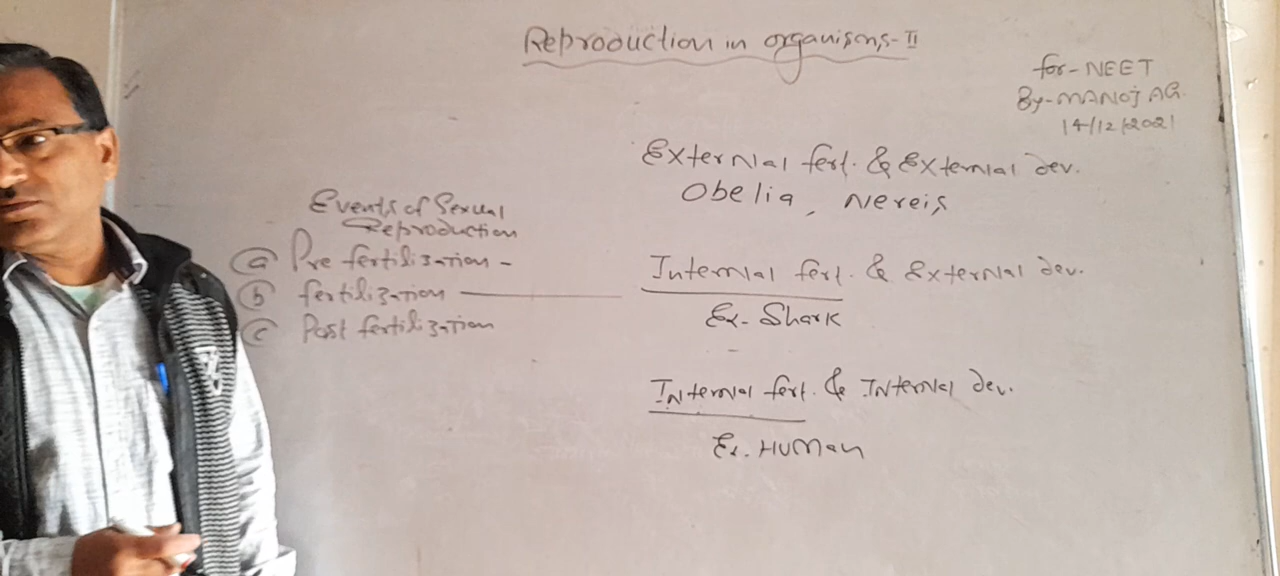 Reproduction in organisms-II
for-NEET
By-MANOJ AG.
14/12/2021
External fert. & External dev.
Obelia, Nereis
Events of Sexual
Reproduction
(a) Pre fertilization -
(b) fertilization
(c) Post fertilization
Internal fert. & External dev.
Ex- Shark
Internal fert. & Internal dev.
Ex. Human